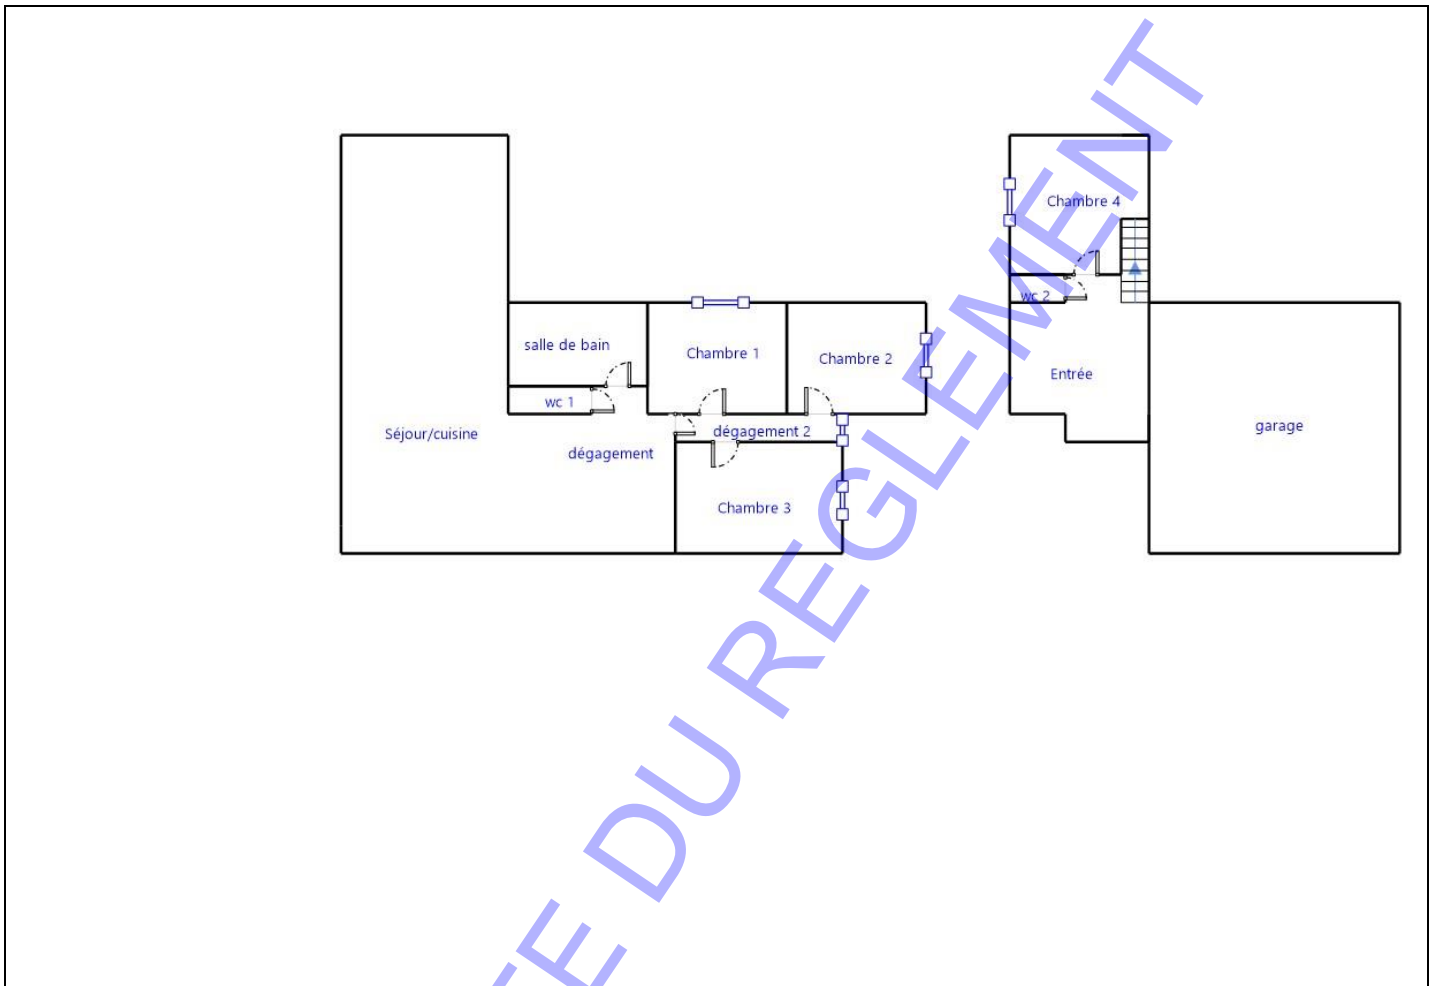 Chambre 4
wc 2
salle de bain
Chambre 1
Chambre 2
Entrée
wc 1
Séjour/cuisine
dégagement
dégagement 2
garage
Chambre 3
TE DU REGLEMENT